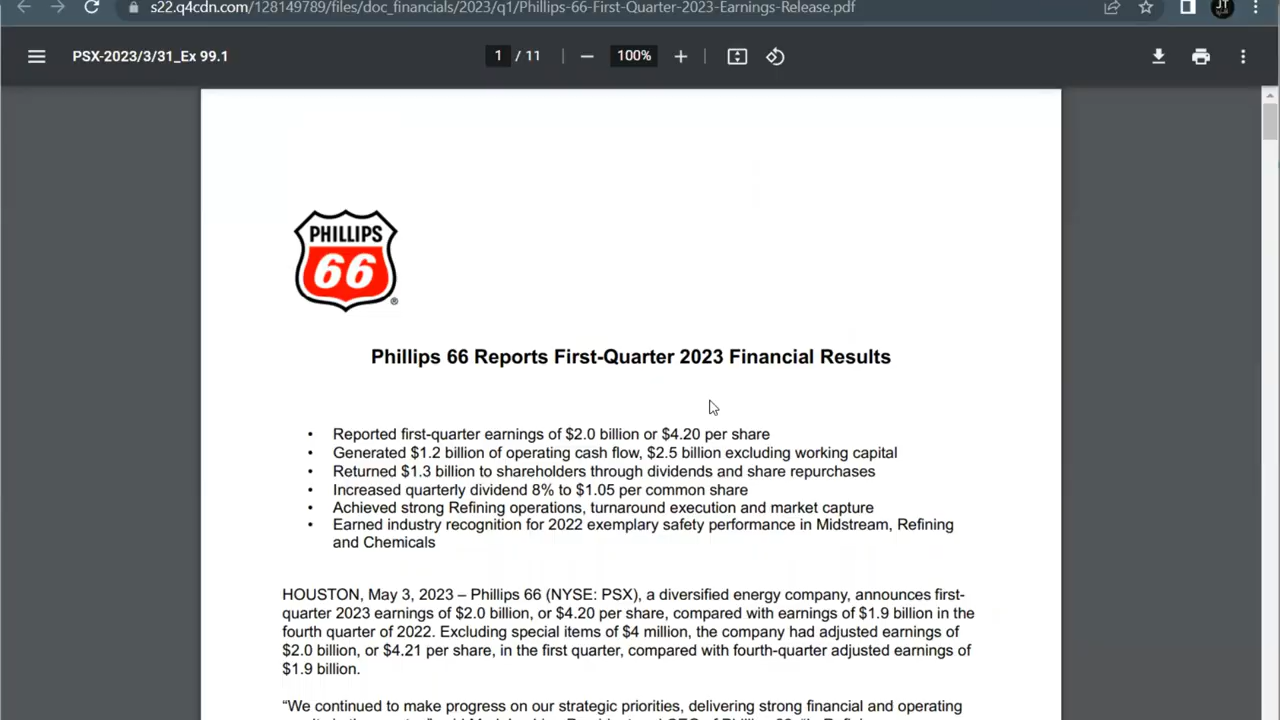 s22.q4cdn.com/128149789/files/doc_financials/2023/q1/Phillips-66-First-Quarter-2023-Earnings-Release.pdf
JT
PSX-2023/3/31_Ex 99.1
1 / 11
100%
PHILLIPS
66
®
Phillips 66 Reports First-Quarter 2023 Financial Results
• Reported first-quarter earnings of $2.0 billion or $4.20 per share
• Generated $1.2 billion of operating cash flow, $2.5 billion excluding working capital
• Returned $1.3 billion to shareholders through dividends and share repurchases
• Increased quarterly dividend 8% to $1.05 per common share
• Achieved strong Refining operations, turnaround execution and market capture
• Earned industry recognition for 2022 exemplary safety performance in Midstream, Refining
and Chemicals
HOUSTON, May 3, 2023 – Phillips 66 (NYSE: PSX), a diversified energy company, announces first-
quarter 2023 earnings of $2.0 billion, or $4.20 per share, compared with earnings of $1.9 billion in the
fourth quarter of 2022. Excluding special items of $4 million, the company had adjusted earnings of
$2.0 billion, or $4.21 per share, in the first quarter, compared with fourth-quarter adjusted earnings of
$1.9 billion.
“We continued to make progress on our strategic priorities, delivering strong financial and operating